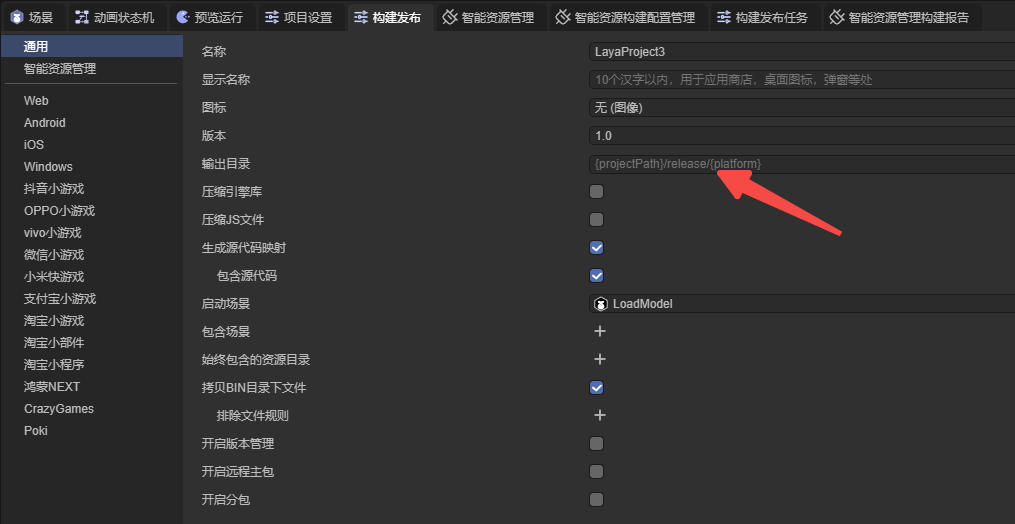 场景 动画状态机 预览运行 项目设置 构建发布 智能资源管理 智能资源构建配置管理 构建发布任务 智能资源管理构建报告
通用
智能资源管理
Web
Android
iOS
Windows
抖音小游戏
OPPO小游戏
vivo小游戏
微信小游戏
小米快游戏
支付宝小游戏
淘宝小游戏
淘宝小部件
淘宝小程序
鸿蒙NEXT
CrazyGames
Poki
名称 LayaProject3
显示名称 10个汉字以内，用于应用商店，桌面图标，弹窗等处
图标 无 (图像)
版本 1.0
输出目录 {projectPath}/release/{platform}
压缩引擎库
压缩JS文件
生成源代码映射
包含源代码
启动场景 LoadModel
包含场景
始终包含的资源目录
拷贝BIN目录下文件
排除文件规则
开启版本管理
开启远程主包
开启分包